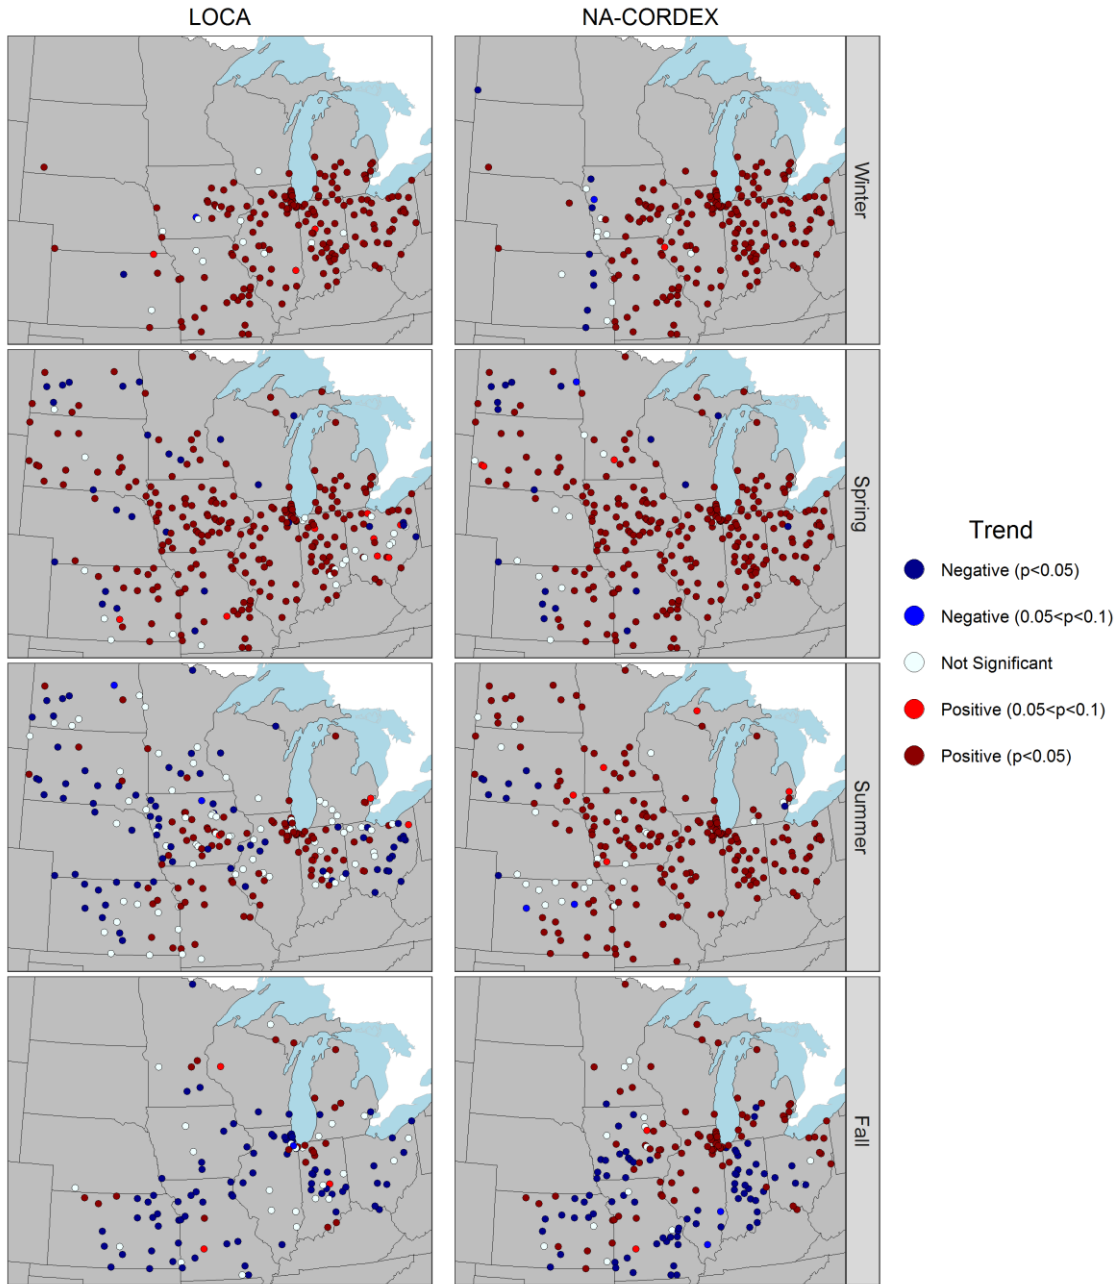 LOCA
NA-CORDEX
Winter
Spring
Summer
Fall
Trend
Negative (p<0.05)
Negative (0.05<p<0.1)
Not Significant
Positive (0.05<p<0.1)
Positive (p<0.05)